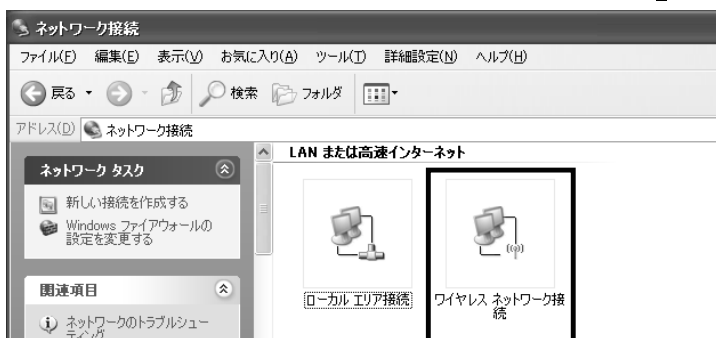 ネットワーク接続
ファイル(F) 編集(E) 表示(V) お気に入り(A) ツール(T) 詳細設定(N) ヘルプ(H)
戻る 検索 フォルダ
アドレス(D) ネットワーク接続
ネットワーク タスク
新しい接続を作成する
Windows ファイアウォールの
設定を変更する
関連項目
ネットワークのトラブルシュー
ティング
LAN または高速インターネット
ローカル エリア接続
ワイヤレス ネットワーク接
続